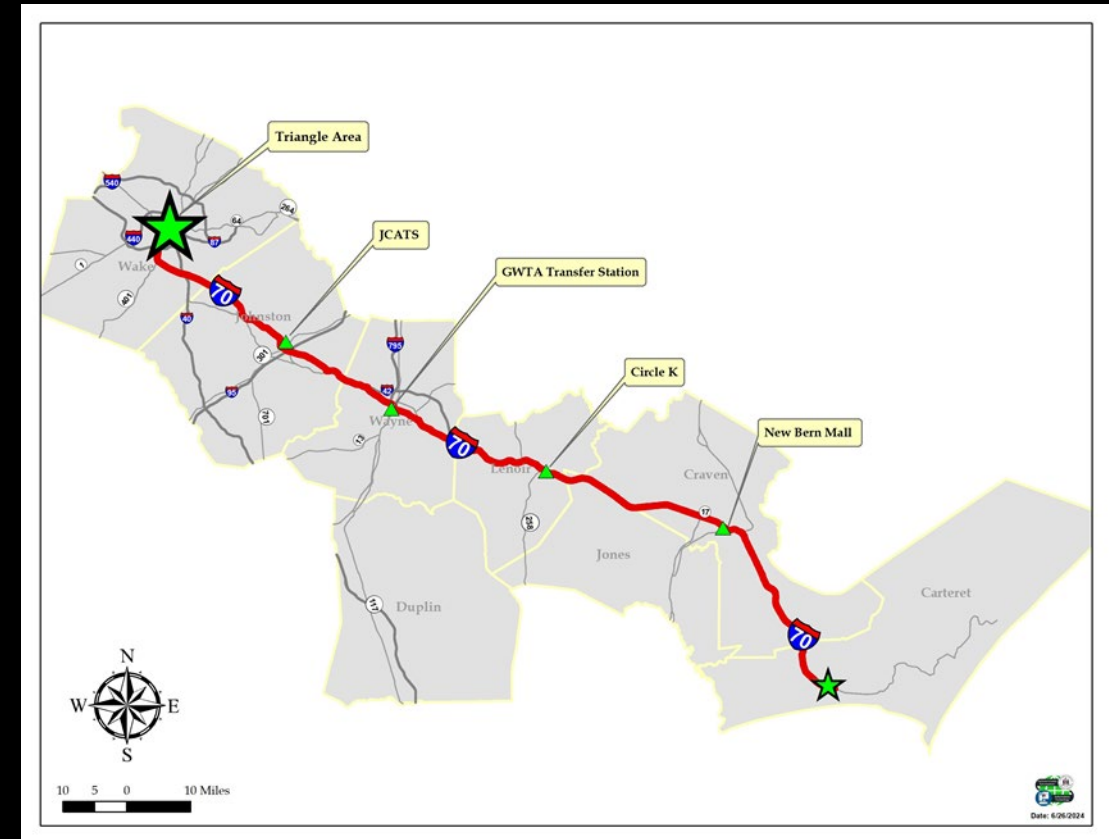 Triangle Area
540
264
JCATS
64
440
87
1
Wake
GWTA Transfer Station
401
70
Johnston
40
301
795
Circle K
95
42
701
Wayne
13
70
New Bern Mall
Lenoir
Craven
17
258
Jones
Carteret
Duplin
117
70
N
W
E
S
10 5 0 10 Miles
Date: 6/26/2024